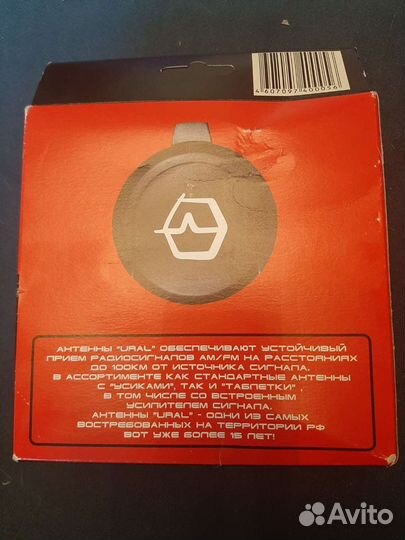 4607097400056
АНТЕННЫ "URAL" ОБЕСПЕЧИВАЮТ УСТОЙЧИВЫЙ
ПРИЕМ РАДИОСИГНАЛОВ AM/FM НА РАССТОЯНИЯХ
ДО 100КМ ОТ ИСТОЧНИКА СИГНАЛА.
В АССОРТИМЕНТЕ КАК СТАНДАРТНЫЕ АНТЕННЫ
С "УСИКАМИ", ТАК И "ТАБЛЕТКИ" ,
В ТОМ ЧИСЛЕ СО ВСТРОЕННЫМ
УСИЛИТЕЛЕМ СИГНАЛА.
АНТЕННЫ "URAL" - ОДНИ ИЗ САМЫХ
ВОСТРЕБОВАННЫХ НА ТЕРРИТОРИИ РФ
ВОТ УЖЕ БОЛЕЕ 15 ЛЕТ!
Avito